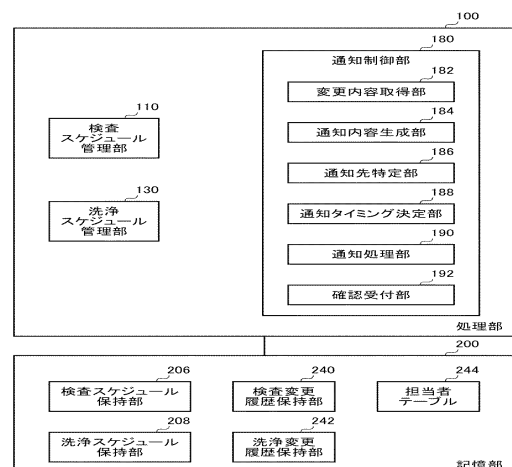 100
180
通知制御部
182
変更内容取得部
110
検査
スケジュール
管理部
184
通知内容生成部
186
通知先特定部
130
洗浄
スケジュール
管理部
188
通知タイミング決定部
190
通知処理部
192
確認受付部
処理部
200
206
検査スケジュール
保持部
240
検査変更
履歴保持部
244
担当者
テーブル
208
洗浄スケジュール
保持部
242
洗浄変更
履歴保持部
記憶部